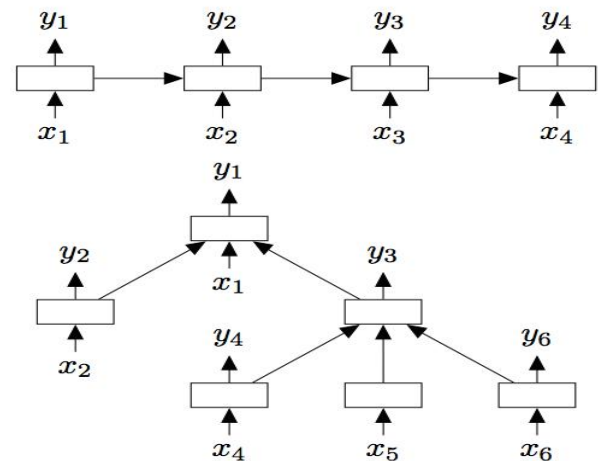 y1 y2 y3 y4
x1 x2 x3 x4
y1
y2 x1 y3
x2 y4 y6
x4 x5 x6